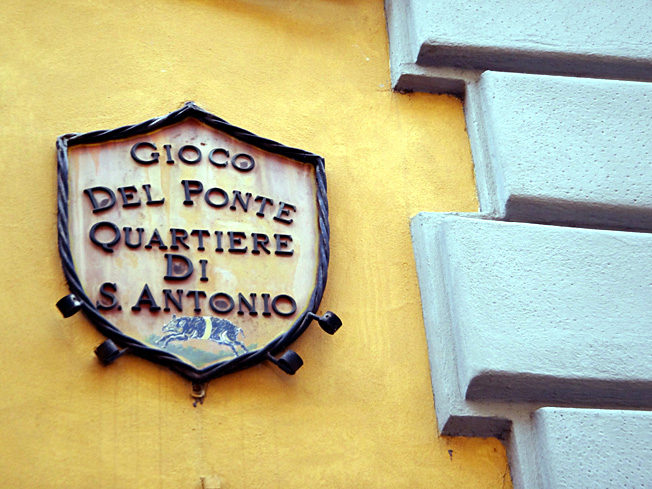 GIOCO
DEL PONTE
QUARTIERE
DI
S. ANTONIO